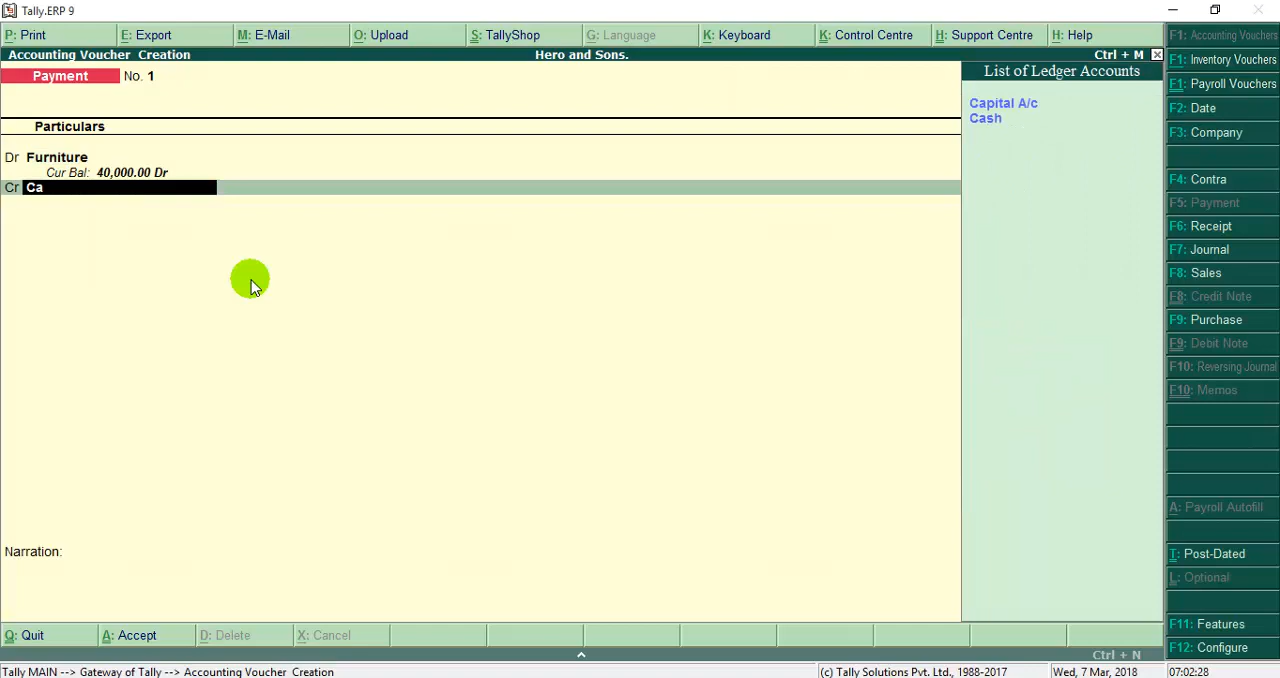 Tally.ERP 9
P: Print E: Export M: E-Mail O: Upload S: TallyShop G: Language K: Keyboard K: Control Centre H: Support Centre H: Help
Accounting Voucher Creation Hero and Sons. Ctrl + M
Payment No. 1
Particulars
Dr Furniture
Cur Bal: 40,000.00 Dr
Cr Ca
Narration:
List of Ledger Accounts
Capital A/c
Cash
F1: Accounting Vouchers
F1: Inventory Vouchers
F1: Payroll Vouchers
F2: Date
F3: Company
F4: Contra
F5: Payment
F6: Receipt
F7: Journal
F8: Sales
F8: Credit Note
F9: Purchase
F9: Debit Note
F10: Reversing Journal
F10: Memos
A: Payroll Autofill
T: Post-Dated
L: Optional
F11: Features
F12: Configure
Q: Quit A: Accept D: Delete X: Cancel
Ctrl + N
Tally MAIN --> Gateway of Tally --> Accounting Voucher Creation (c) Tally Solutions Pvt. Ltd., 1988-2017 Wed, 7 Mar, 2018 07:02:28